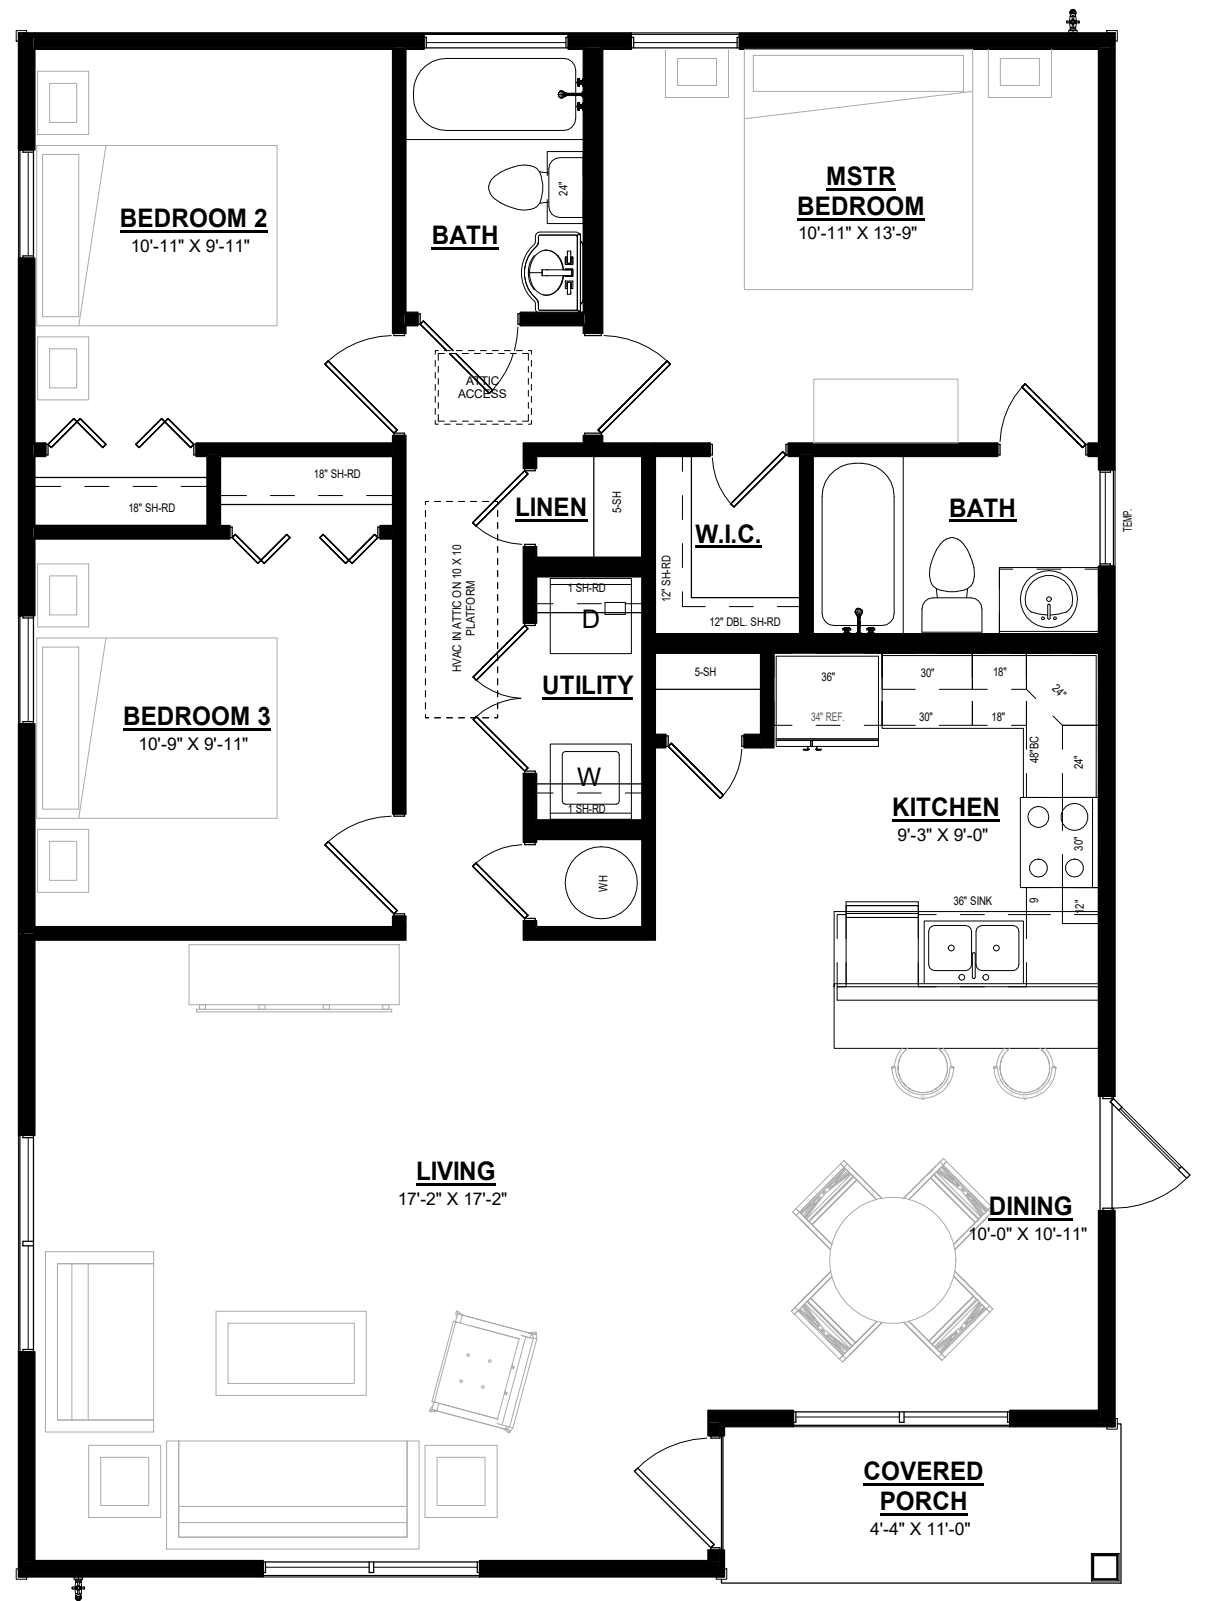 BEDROOM 2
10'-11" X 9'-11"
BATH
24"
MSTR
BEDROOM
10'-11" X 13'-9"
ATTIC
ACCESS
18" SH-RD
18" SH-RD
LINEN
5-SH
W.I.C.
12" SH-RD
12" DBL. SH-RD
BATH
TEMP.
HVAC IN ATTIC ON 10 X 10
PLATFORM
1 SH-RD
D
UTILITY
W
1 SH-RD
WH
BEDROOM 3
10'-9" X 9'-11"
5-SH
36"
34" REF.
30"
18"
24"
30"
18"
48"BC
24"
KITCHEN
9'-3" X 9'-0"
30"
36" SINK
9
12"
LIVING
17'-2" X 17'-2"
DINING
10'-0" X 10'-11"
COVERED
PORCH
4'-4" X 11'-0"